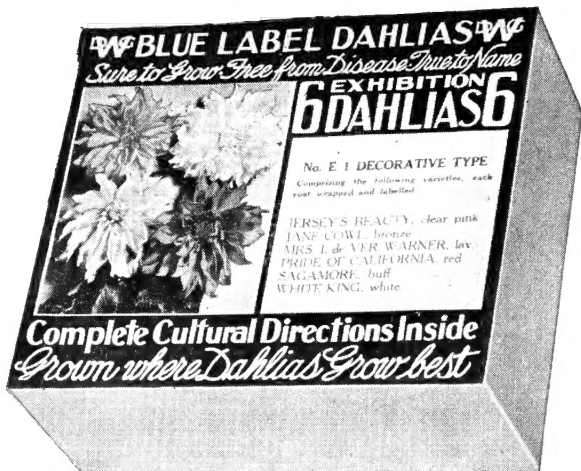 DWF BLUE LABEL DAHLIAS DWF
Sure to Grow Free from Disease True to Name
6 EXHIBITION DAHLIAS 6
No. E 1 DECORATIVE TYPE
Comprising the following varieties, each
root wrapped and labelled
JERSEY'S BEAUTY, clear pink
JANE COWL, bronze
MRS. I. de VER WARNER, lav.
PRIDE OF CALIFORNIA, red
SAGAMORE, buff
WHITE KING, white
Complete Cultural Directions Inside
Grown where Dahlias Grow best